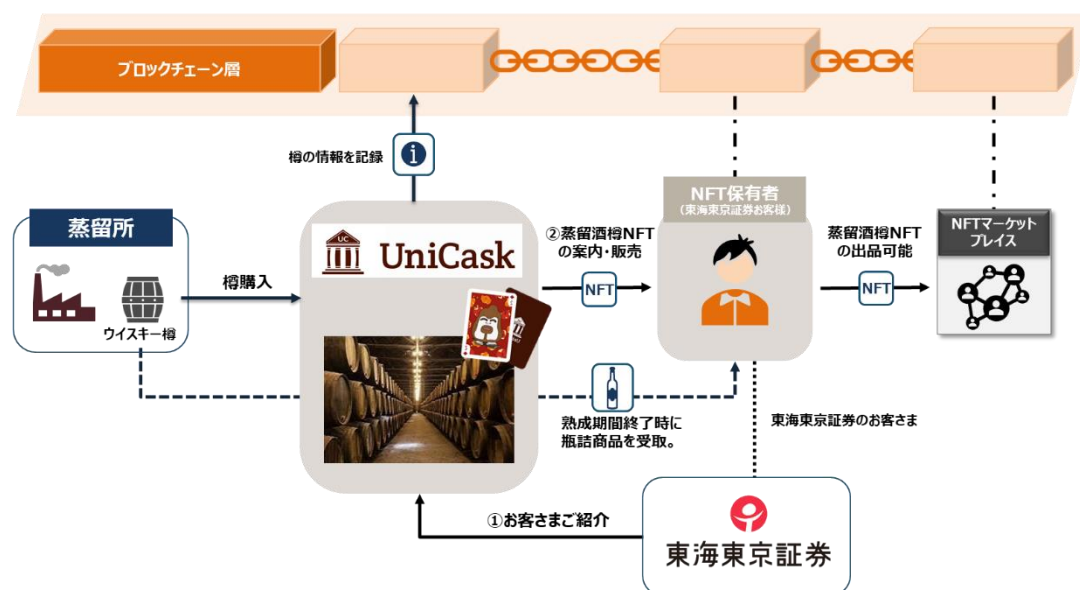 ブロックチェーン層
樽の情報を記録
蒸留所
ウイスキー樽
樽購入
UC
UniCask
②蒸留酒樽NFT
の案内・販売
NFT
NFT保有者
(東海東京証券お客様)
蒸留酒樽NFT
の出品可能
NFT
NFTマーケット
プレイス
熟成期間終了時に
瓶詰商品を受取。
東海東京証券のお客さま
①お客さまご紹介
東海東京証券